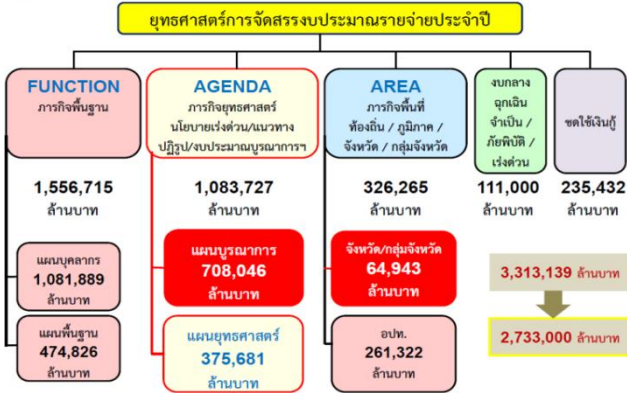 ยุทธศาสตร์การจัดสรรงบประมาณรายจ่ายประจำปี
FUNCTION
ภารกิจพื้นฐาน
AGENDA
ภารกิจยุทธศาสตร์
นโยบายเร่งด่วน/แนวทาง
ปฏิรูป/งบประมาณบูรณาการฯ
AREA
ภารกิจพื้นที่
ท้องถิ่น / ภูมิภาค /
จังหวัด / กลุ่มจังหวัด
งบกลาง
ฉุกเฉิน
จำเป็น /
ภัยพิบัติ /
เร่งด่วน
ชดใช้เงินกู้
1,556,715
ล้านบาท
1,083,727
ล้านบาท
326,265
ล้านบาท
111,000
ล้านบาท
235,432
ล้านบาท
แผนบุคลากร
1,081,889
ล้านบาท
แผนบูรณาการ
708,046
ล้านบาท
จังหวัด/กลุ่มจังหวัด
64,943
ล้านบาท
3,313,139 ล้านบาท
แผนพื้นฐาน
474,826
ล้านบาท
แผนยุทธศาสตร์
375,681
ล้านบาท
อปท.
261,322
ล้านบาท
2,733,000 ล้านบาท